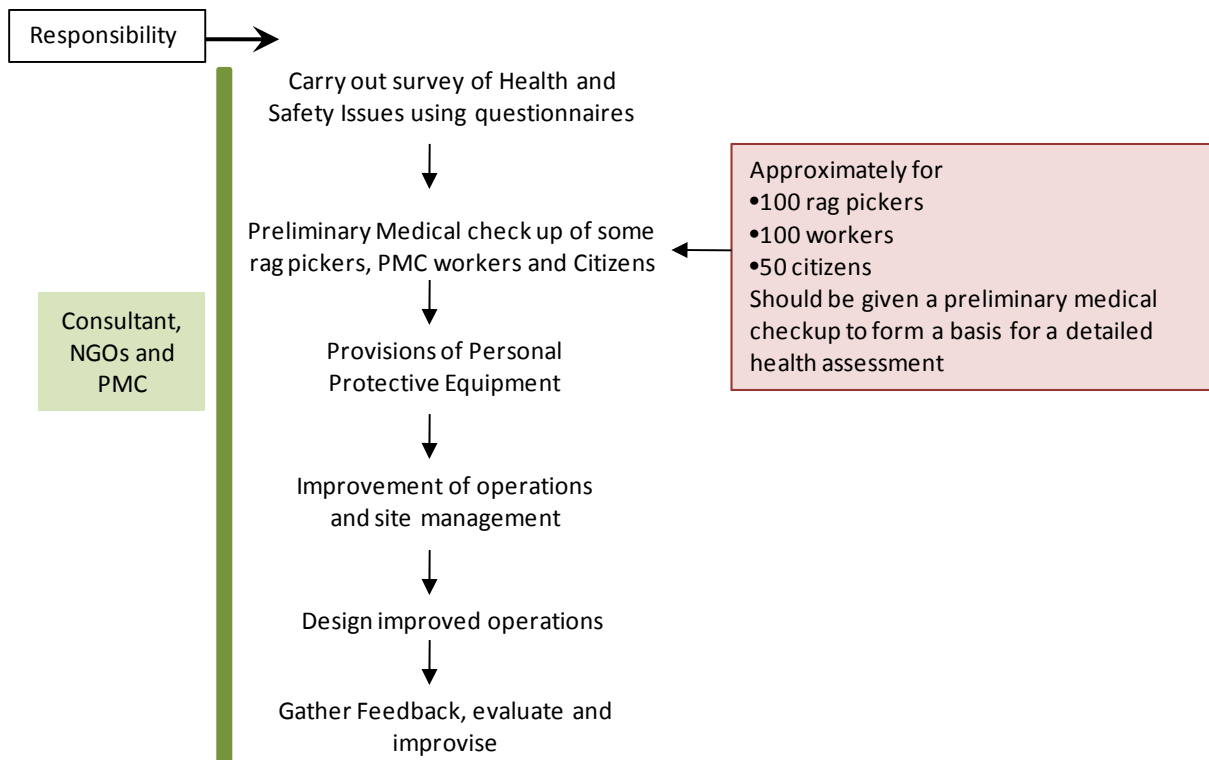 Responsibility
Carry out survey of Health and
Safety Issues using questionnaires
Preliminary Medical check up of some
rag pickers, PMC workers and Citizens
Approximately for
•100 rag pickers
•100 workers
•50 citizens
Should be given a preliminary medical
checkup to form a basis for a detailed
health assessment
Consultant,
NGOs and
PMC
Provisions of Personal
Protective Equipment
Improvement of operations
and site management
Design improved operations
Gather Feedback, evaluate and
improvise